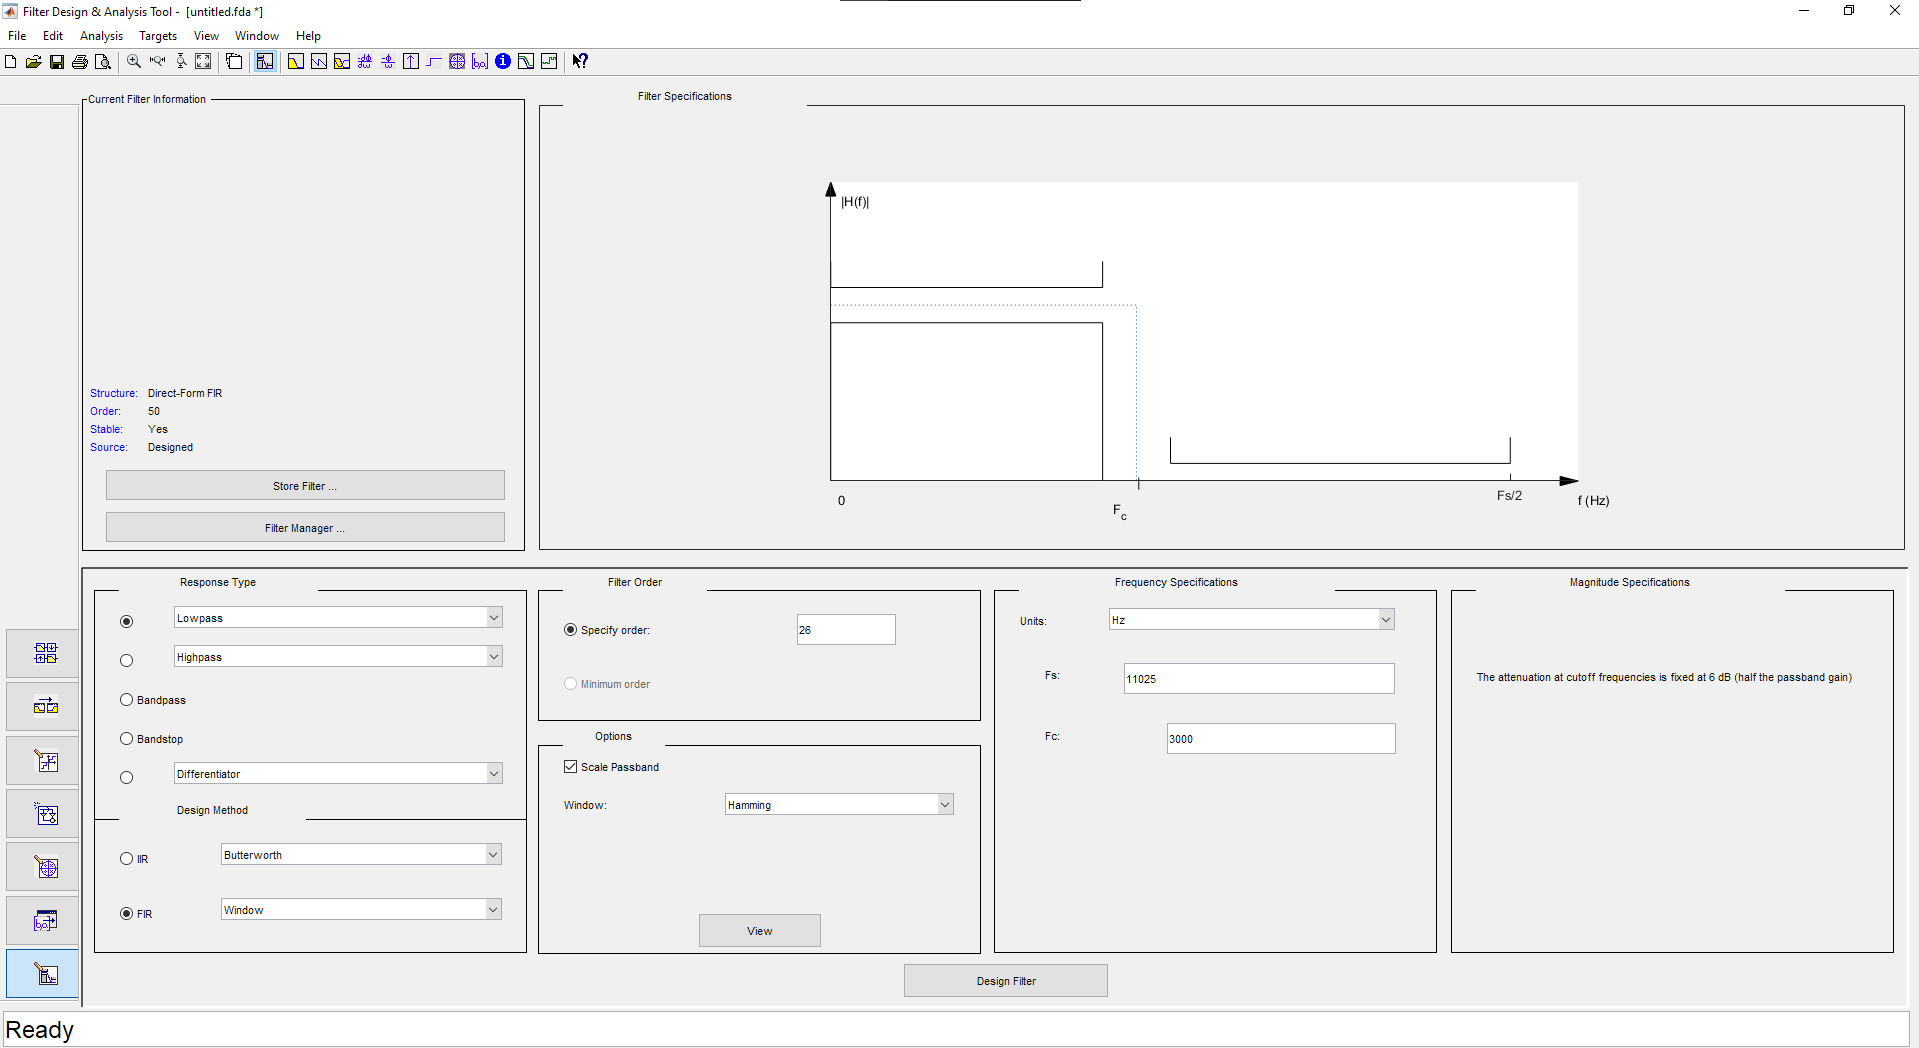 Filter Design & Analysis Tool -  [untitled.fda *]
File Edit Analysis Targets View Window Help
Current Filter Information
Structure: Direct-Form FIR
Order: 50
Stable: Yes
Source: Designed
Store Filter ...
Filter Manager ...
Filter Specifications
|H(f)|
0
Fc
Fs/2
f (Hz)
Response Type
Lowpass
Highpass
Bandpass
Bandstop
Differentiator
Design Method
IIR Butterworth
FIR Window
Filter Order
Specify order: 26
Minimum order
Options
Scale Passband
Window: Hamming
View
Frequency Specifications
Units: Hz
Fs: 11025
Fc: 3000
Magnitude Specifications
The attenuation at cutoff frequencies is fixed at 6 dB (half the passband gain)
Design Filter
Ready